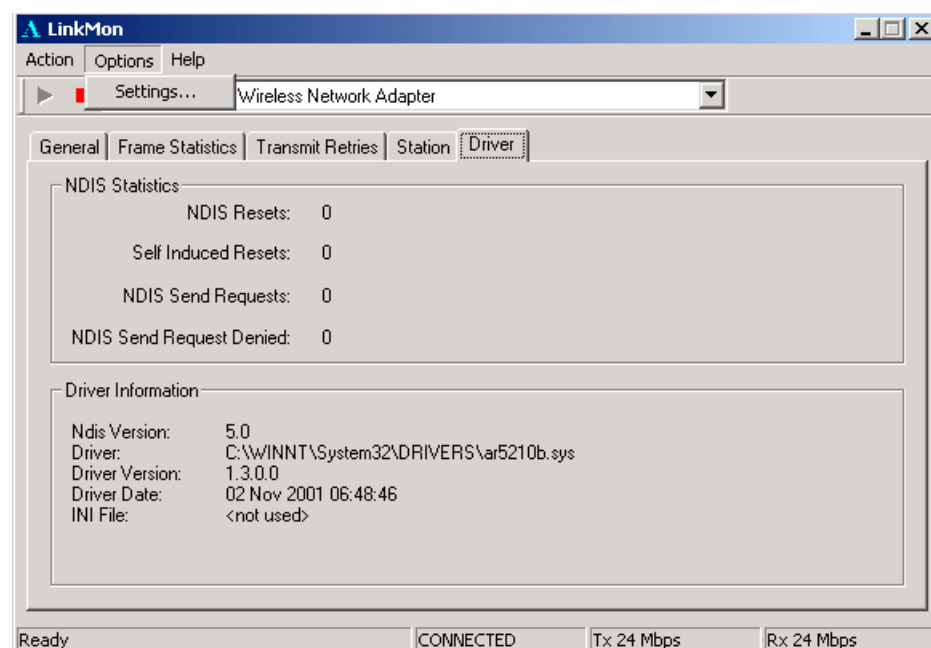 LinkMon
Action Options Help
Settings...
Wireless Network Adapter
General Frame Statistics Transmit Retries Station Driver
NDIS Statistics
NDIS Resets: 0
Self Induced Resets: 0
NDIS Send Requests: 0
NDIS Send Request Denied: 0
Driver Information
Ndis Version: 5.0
Driver: C:\WINNT\System32\DRIVERS\ar5210b.sys
Driver Version: 1.3.0.0
Driver Date: 02 Nov 2001 06:48:46
INI File: <not used>
Ready CONNECTED Tx 24 Mbps Rx 24 Mbps